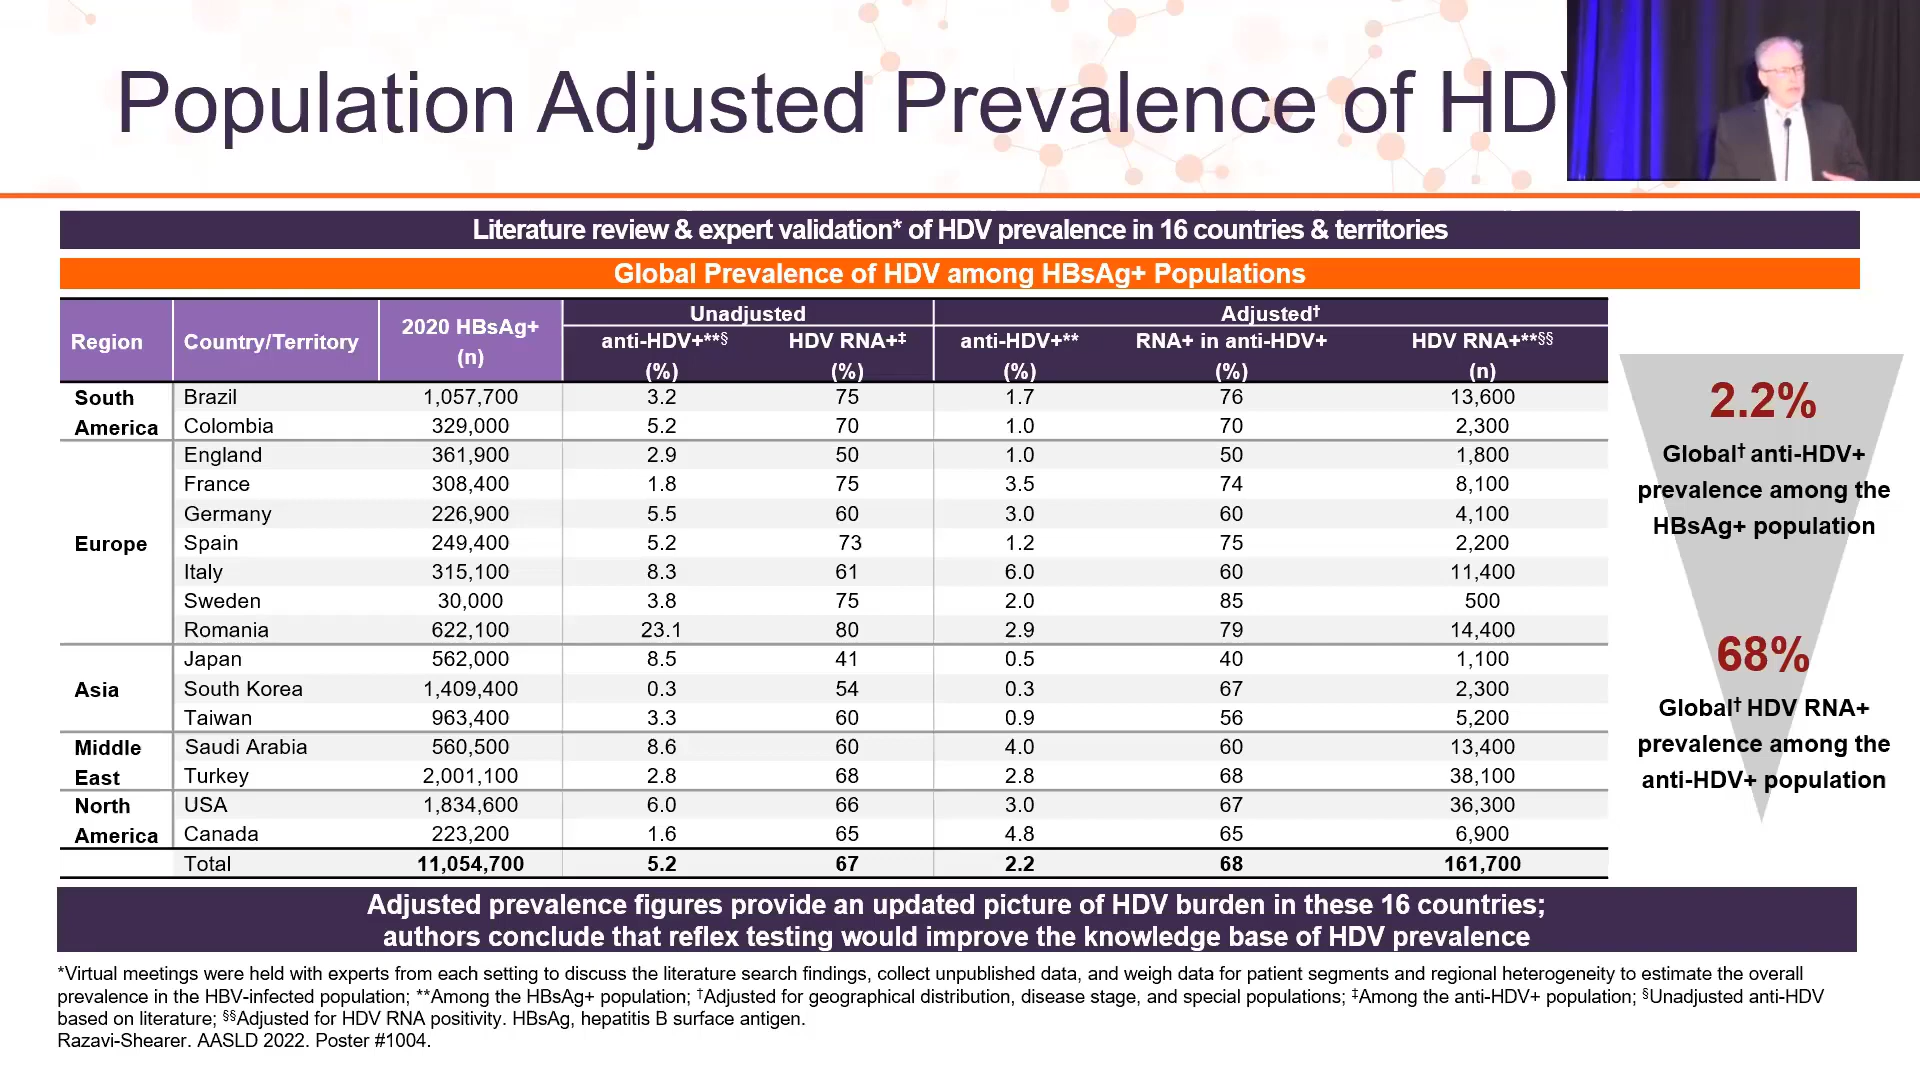 Population Adjusted Prevalence of HD
Literature review & expert validation* of HDV prevalence in 16 countries & territories
Global Prevalence of HDV among HBsAg+ Populations
Region Country/Territory 2020 HBsAg+ (n) Unadjusted Adjusted†
anti-HDV+**§ (%) HDV RNA+‡ (%) anti-HDV+** (%) RNA+ in anti-HDV+ (%) HDV RNA+**§§ (n)
South America Brazil 1,057,700 3.2 75 1.7 76 13,600
Colombia 329,000 5.2 70 1.0 70 2,300
Europe England 361,900 2.9 50 1.0 50 1,800
France 308,400 1.8 75 3.5 74 8,100
Germany 226,900 5.5 60 3.0 60 4,100
Spain 249,400 5.2 73 1.2 75 2,200
Italy 315,100 8.3 61 6.0 60 11,400
Sweden 30,000 3.8 75 2.0 85 500
Romania 622,100 23.1 80 2.9 79 14,400
Asia Japan 562,000 8.5 41 0.5 40 1,100
South Korea 1,409,400 0.3 54 0.3 67 2,300
Taiwan 963,400 3.3 60 0.9 56 5,200
Middle East Saudi Arabia 560,500 8.6 60 4.0 60 13,400
Turkey 2,001,100 2.8 68 2.8 68 38,100
North America USA 1,834,600 6.0 66 3.0 67 36,300
Canada 223,200 1.6 65 4.8 65 6,900
Total 11,054,700 5.2 67 2.2 68 161,700
2.2%
Global† anti-HDV+
prevalence among the
HBsAg+ population
68%
Global† HDV RNA+
prevalence among the
anti-HDV+ population
Adjusted prevalence figures provide an updated picture of HDV burden in these 16 countries;
authors conclude that reflex testing would improve the knowledge base of HDV prevalence
*Virtual meetings were held with experts from each setting to discuss the literature search findings, collect unpublished data, and weigh data for patient segments and regional heterogeneity to estimate the overall
prevalence in the HBV-infected population; **Among the HBsAg+ population; †Adjusted for geographical distribution, disease stage, and special populations; ‡Among the anti-HDV+ population; §Unadjusted anti-HDV
based on literature; §§Adjusted for HDV RNA positivity. HBsAg, hepatitis B surface antigen.
Razavi-Shearer. AASLD 2022. Poster #1004.